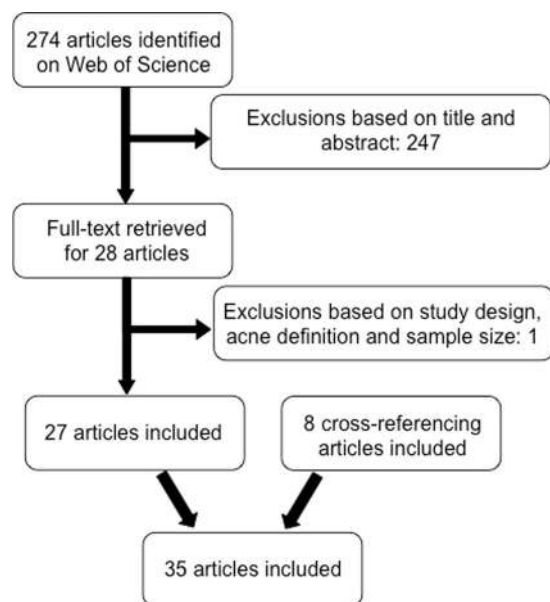 274 articles identified
on Web of Science
Exclusions based on title and
abstract: 247
Full-text retrieved
for 28 articles
Exclusions based on study design,
acne definition and sample size: 1
27 articles included
8 cross-referencing
articles included
35 articles included